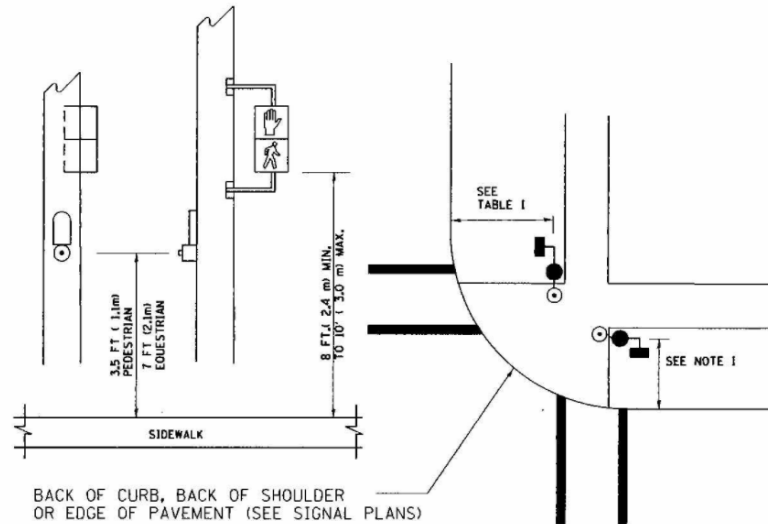 3.5 FT ( 1.1m)
PEDESTRIAN
7 FT (2.1m)
EQUESTRIAN
8 FT.( 2.4 m) MIN.
TO 10' ( 3.0 m) MAX.
SIDEWALK
SEE
TABLE I
SEE NOTE I
BACK OF CURB, BACK OF SHOULDER
OR EDGE OF PAVEMENT (SEE SIGNAL PLANS)